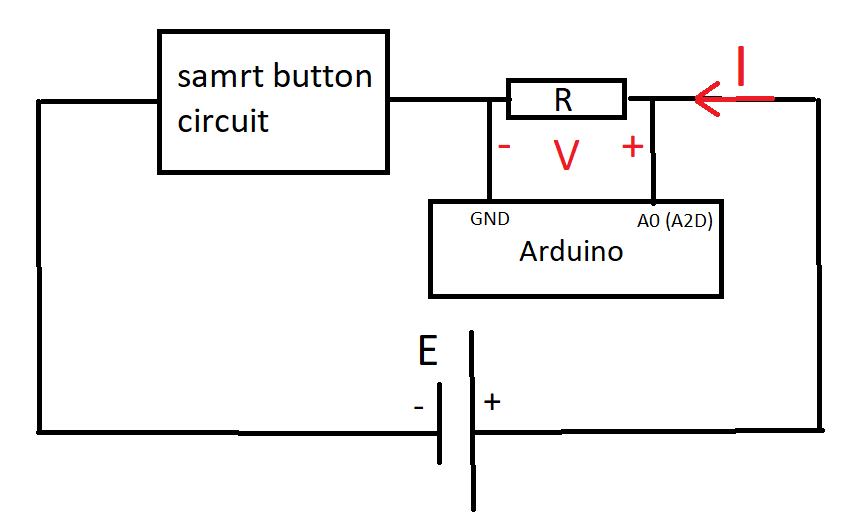 samrt button
circuit
R
I
- V +
GND
A0 (A2D)
Arduino
E
- +